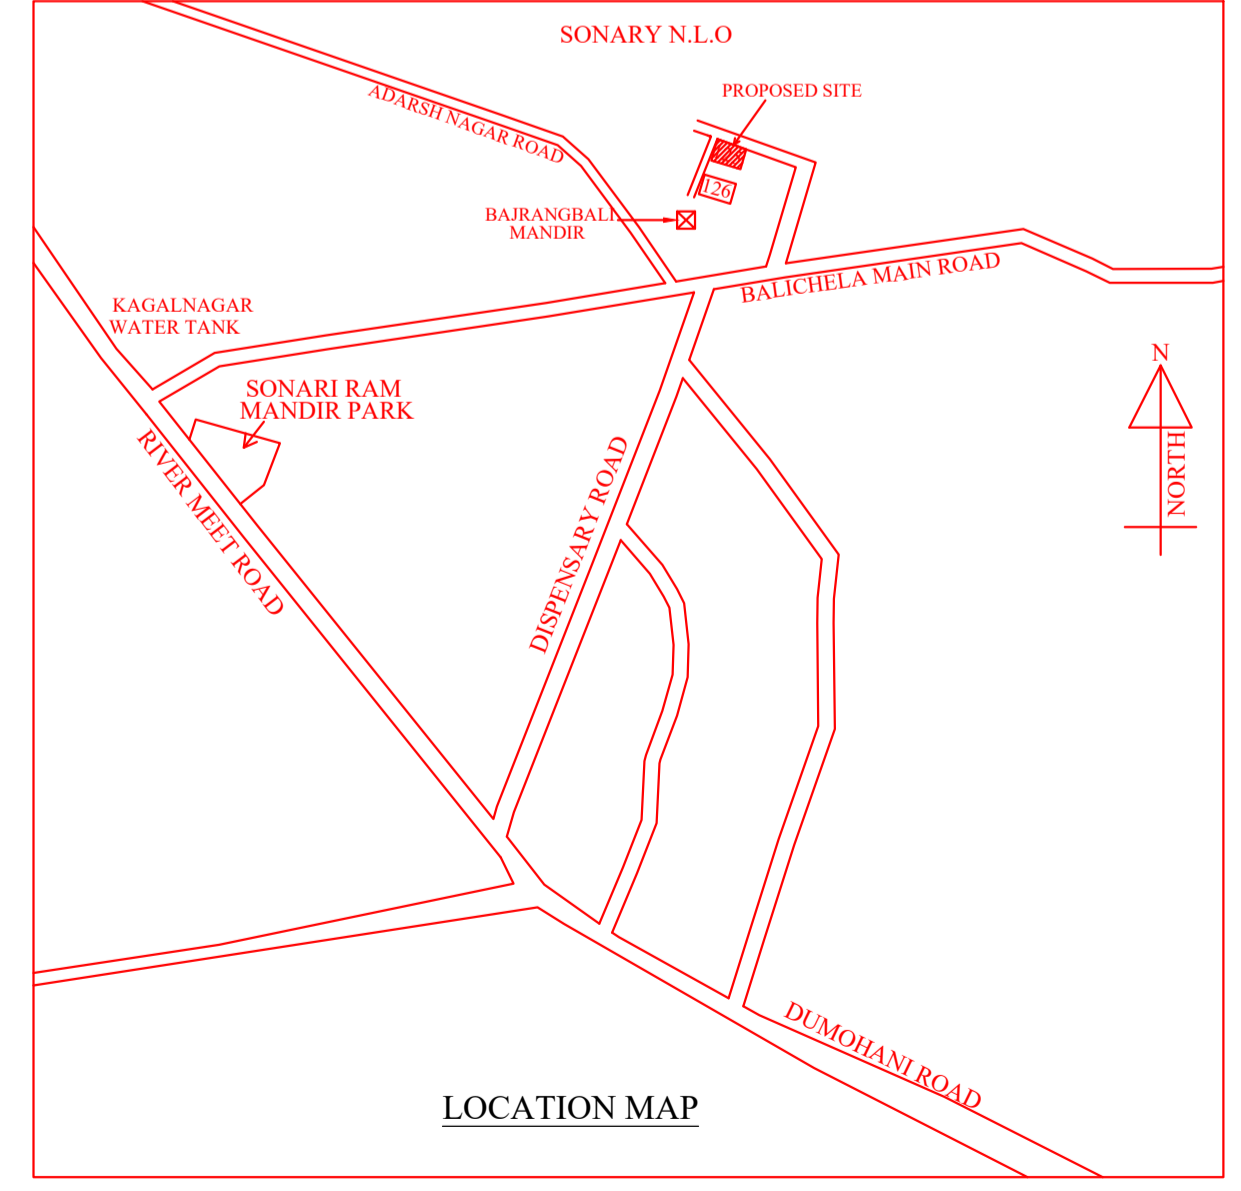 SONARY N.L.O
PROPOSED SITE
ADARSH NAGAR ROAD
126
BAJRANGBALI
MANDIR
BALICHELA MAIN ROAD
KAGALNAGAR
WATER TANK
N
NORTH
SONARI RAM
MANDIR PARK
RIVER MEET ROAD
DISPENSARY ROAD
DUMOHANI ROAD
LOCATION MAP